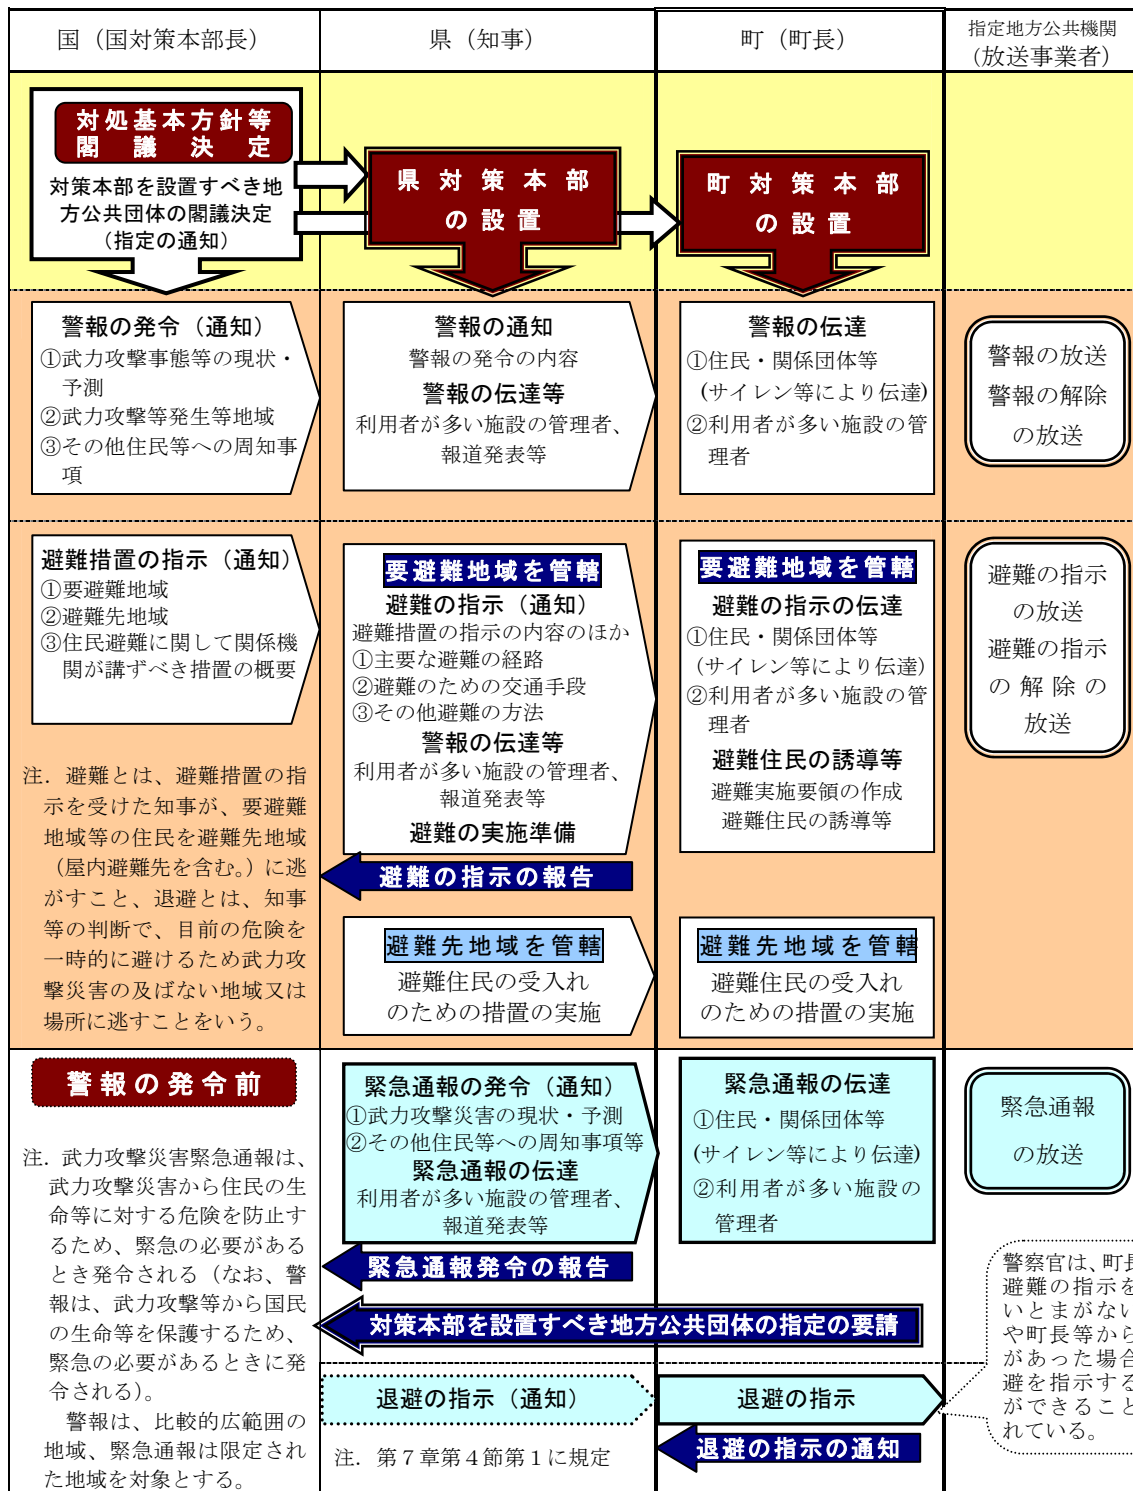 国（国対策本部長）
県（知事）
町（町長）
指定地方公共機関
（放送事業者）
対処基本方針等
閣議決定
対策本部を設置すべき地
方公共団体の閣議決定
（指定の通知）
県対策本部
の設置
町対策本部
の設置
警報の発令（通知）
①武力攻撃事態等の現状・
予測
②武力攻撃等発生等地域
③その他住民等への周知事
項
警報の通知
警報の発令の内容
警報の伝達等
利用者が多い施設の管理者、
報道発表等
警報の伝達
①住民・関係団体等
(サイレン等により伝達)
②利用者が多い施設の管
理者
警報の放送
警報の解除
の放送
避難措置の指示（通知）
①要避難地域
②避難先地域
③住民避難に関して関係機
関が講ずべき措置の概要
注．避難とは、避難措置の指
示を受けた知事が、要避難
地域等の住民を避難先地域
（屋内避難先を含む。）に逃
がすこと、退避とは、知事
等の判断で、目前の危険を
一時的に避けるため武力攻
撃災害の及ばない地域又は
場所に逃すことをいう。
要避難地域を管轄
避難の指示（通知）
避難措置の指示の内容のほか
①主要な避難の経路
②避難のための交通手段
③その他避難の方法
警報の伝達等
利用者が多い施設の管理者、
報道発表等
避難の実施準備
避難の指示の報告
避難先地域を管轄
避難住民の受入れ
のための措置の実施
要避難地域を管轄
避難の指示の伝達
①住民・関係団体等
（サイレン等により伝達）
②利用者が多い施設の管
理者
避難住民の誘導等
避難実施要領の作成
避難住民の誘導等
避難先地域を管轄
避難住民の受入れ
のための措置の実施
避難の指示
の放送
避難の指示
の解除の
放送
警報の発令前
注．武力攻撃災害緊急通報は、
武力攻撃災害から住民の生
命等に対する危険を防止す
るため、緊急の必要がある
とき発令される（なお、警
報は、武力攻撃等から国民
の生命等を保護するため、
緊急の必要があるときに発
令される）。
警報は、比較的広範囲の
地域、緊急通報は限定され
た地域を対象とする。
緊急通報の発令（通知）
①武力攻撃災害の現状・予測
②その他住民等への周知事項等
緊急通報の伝達
利用者が多い施設の管理者、
報道発表等
緊急通報発令の報告
緊急通報の伝達
①住民・関係団体等
(サイレン等により伝達)
②利用者が多い施設の
管理者
緊急通報
の放送
対策本部を設置すべき地方公共団体の指定の要請
退避の指示（通知）
注．第７章第４節第１に規定
退避の指示
退避の指示の通知
警察官は、町長
避難の指示を
いとまがない
や町長等から
があった場合
避を指示する
ができること
れている。